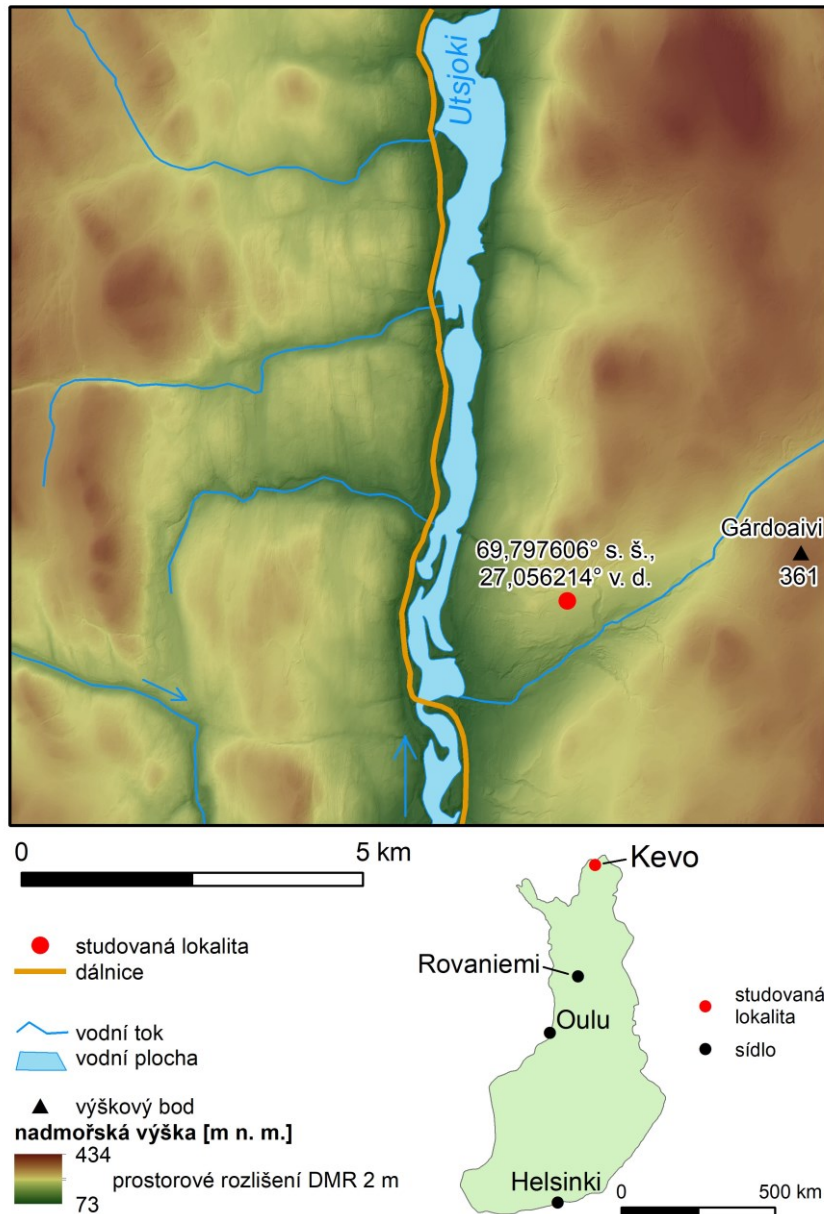 Utsjoki
Gárdoaivi
361
69,797606° s. š.,
27,056214° v. d.
0 5 km
studovaná lokalita
dálnice
vodní tok
vodní plocha
výškový bod
nadmořská výška [m n. m.]
434
prostorové rozlišení DMR 2 m
73
Kevo
Rovaniemi
Oulu
Helsinki
studovaná
lokalita
sídlo
0 500 km